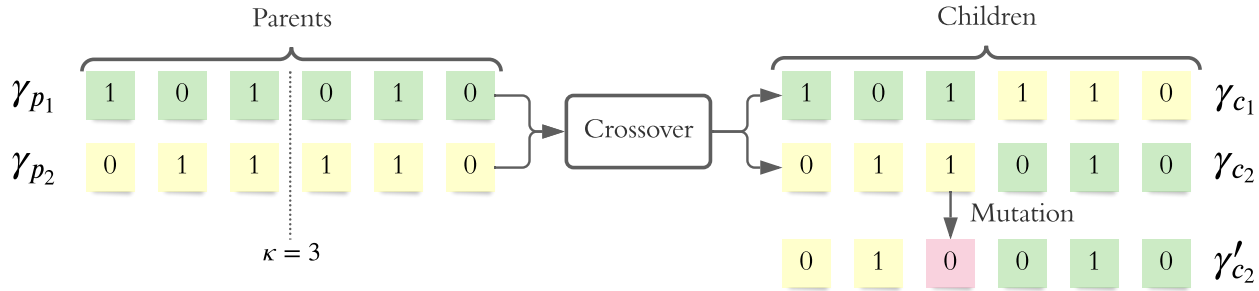 Parents Children
γp1 1 0 1 0 1 0 1 0 1 1 1 0 γc1
Crossover
γp2 0 1 1 1 1 0 0 1 1 0 1 0 γc2
Mutation
κ = 3 0 1 0 0 1 0 γ′c2